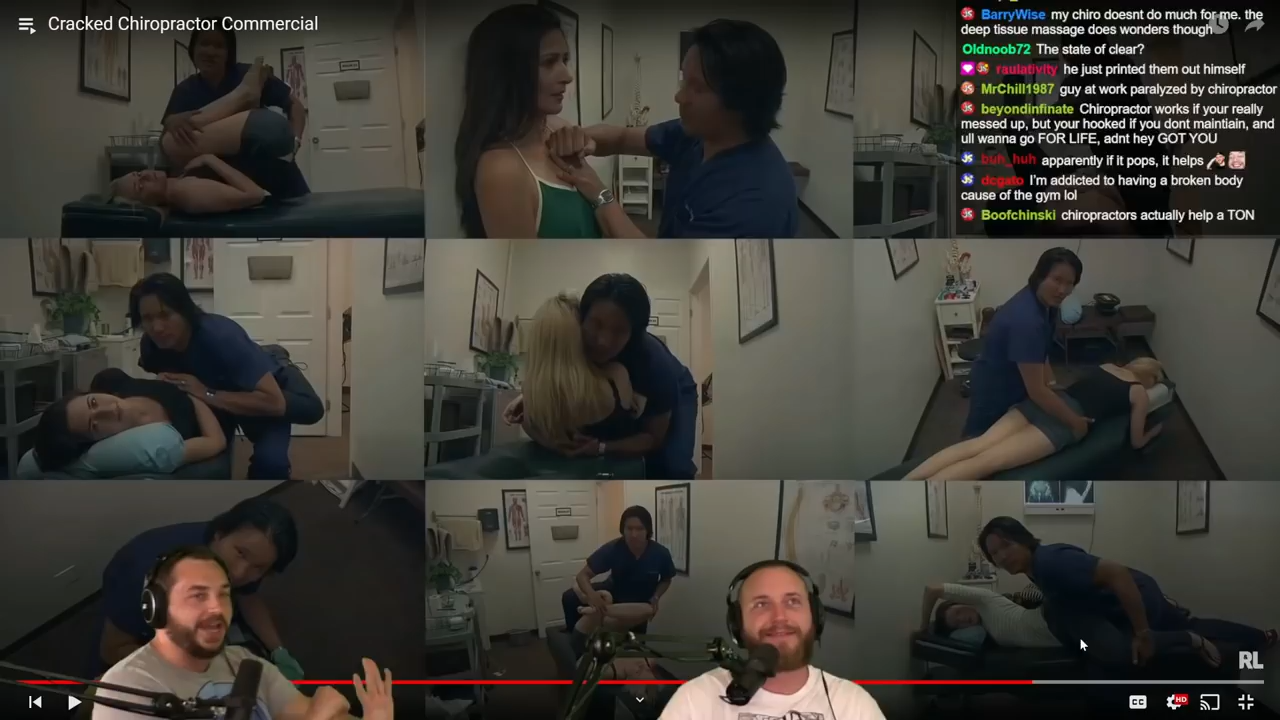 Cracked Chiropractor Commercial
BarryWise my chiro doesnt do much for me. the
deep tissue massage does wonders though
Oldnoob72 The state of clear?
raulativity he just printed them out himself
MrChill1987 guy at work paralyzed by chiropractor
beyondinfinate Chiropractor works if your really
messed up, but your hooked if you dont maintiain, and
ull wanna go FOR LIFE, adnt hey GOT YOU
buh_huh apparently if it pops, it helps
dcgato I'm addicted to having a broken body
cause of the gym lol
Boofchinski chiropractors actually help a TON
RL
CC
HD